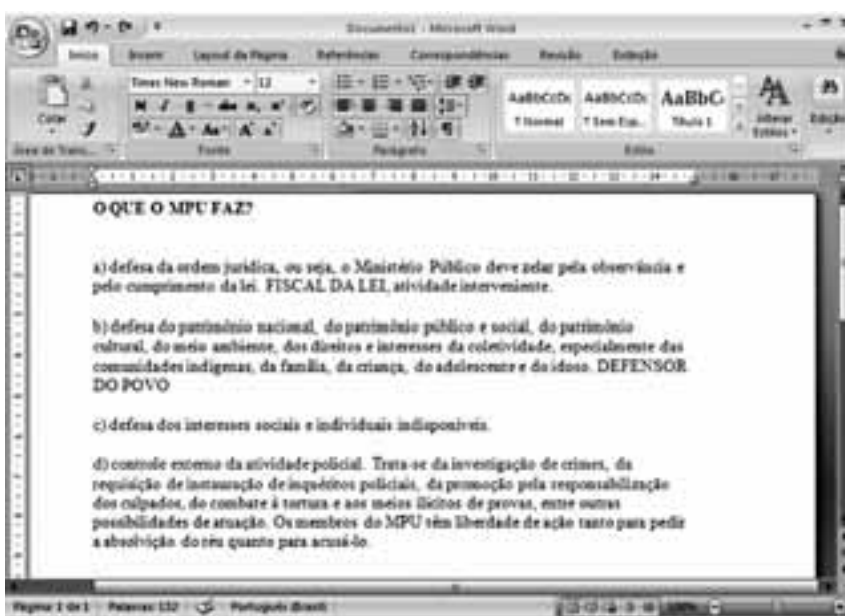 Documento1 - Microsoft Word
Início Inserir Layout da Página Referências Correspondências Revisão Exibição
Times New Roman 12
Colar
AaBbCcDc AaBbCcDc AaBbC
¶ Normal ¶ Sem Esp... Título 1
Alterar Estilos
Edição
Área de Trans... Fonte Parágrafo Estilo
O QUE O MPU FAZ?
a) defesa da ordem jurídica, ou seja, o Ministério Público deve zelar pela observância e
pelo cumprimento da lei. FISCAL DA LEI, atividade interveniente.
b) defesa do patrimônio nacional, do patrimônio público e social, do patrimônio
cultural, do meio ambiente, dos direitos e interesses da coletividade, especialmente das
comunidades indígenas, da família, da criança, do adolescente e do idoso. DEFENSOR
DO POVO
c) defesa dos interesses sociais e individuais indisponíveis.
d) controle externo da atividade policial. Trata-se da investigação de crimes, da
requisição de instauração de inquéritos policiais, da promoção pela responsabilização
dos culpados, do combate à tortura e aos meios ilícitos de provas, entre outras
possibilidades de atuação. Os membros do MPU têm liberdade de ação tanto para pedir
a absolvição do réu quanto para acusá-lo.
Página 1 de 1 Palavras: 132 Português (Brasil) 100%